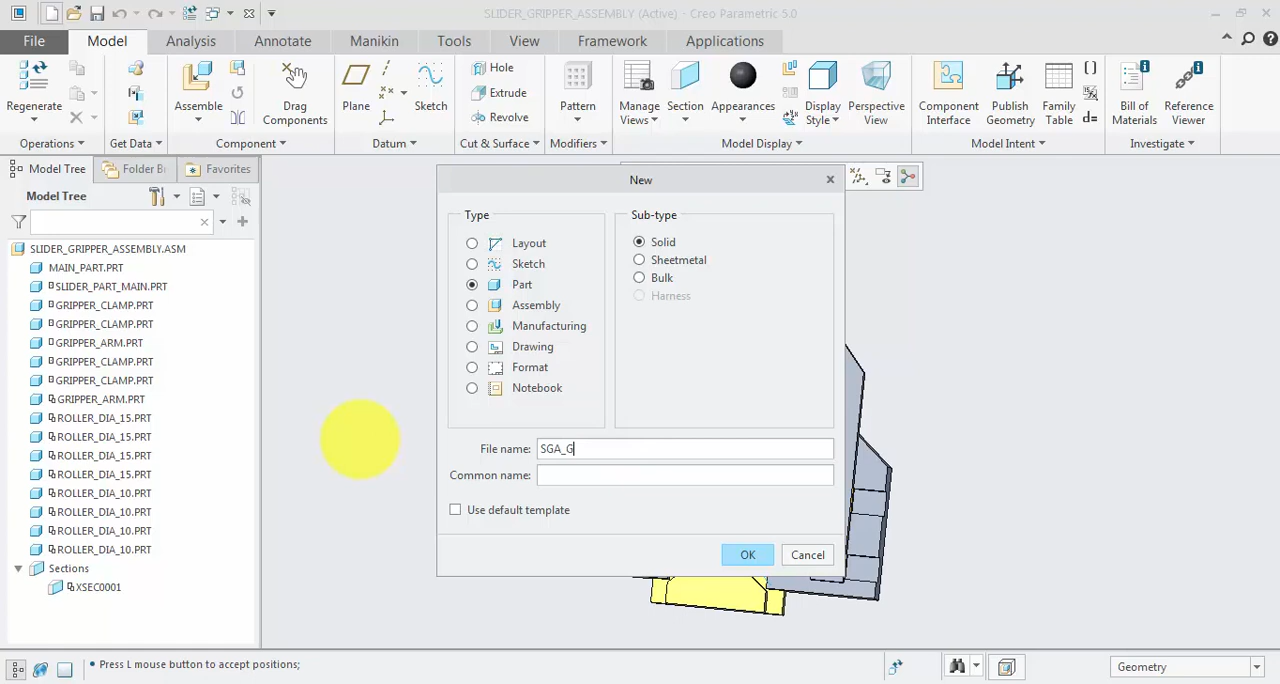 SLIDER_GRIPPER_ASSEMBLY (Active) - Creo Parametric 5.0
File Model Analysis Annotate Manikin Tools View Framework Applications
Regenerate
Assemble
Drag Components
Plane
Sketch
Hole
Extrude
Revolve
Pattern
Manage Views
Section
Appearances
Display Style
Perspective View
Component Interface
Publish Geometry
Family Table
d=
Bill of Materials
Reference Viewer
Operations Get Data Component Datum Cut & Surface Modifiers Model Display Model Intent Investigate
Model Tree Folder B Favorites
Model Tree
SLIDER_GRIPPER_ASSEMBLY.ASM
MAIN_PART.PRT
SLIDER_PART_MAIN.PRT
GRIPPER_CLAMP.PRT
GRIPPER_CLAMP.PRT
GRIPPER_ARM.PRT
GRIPPER_CLAMP.PRT
GRIPPER_CLAMP.PRT
GRIPPER_ARM.PRT
ROLLER_DIA_15.PRT
ROLLER_DIA_15.PRT
ROLLER_DIA_15.PRT
ROLLER_DIA_15.PRT
ROLLER_DIA_10.PRT
ROLLER_DIA_10.PRT
ROLLER_DIA_10.PRT
ROLLER_DIA_10.PRT
Sections
XSEC0001
New
Type
Layout
Sketch
Part
Assembly
Manufacturing
Drawing
Format
Notebook
Sub-type
Solid
Sheetmetal
Bulk
Harness
File name: SGA_G
Common name:
Use default template
OK Cancel
• Press L mouse button to accept positions;
Geometry